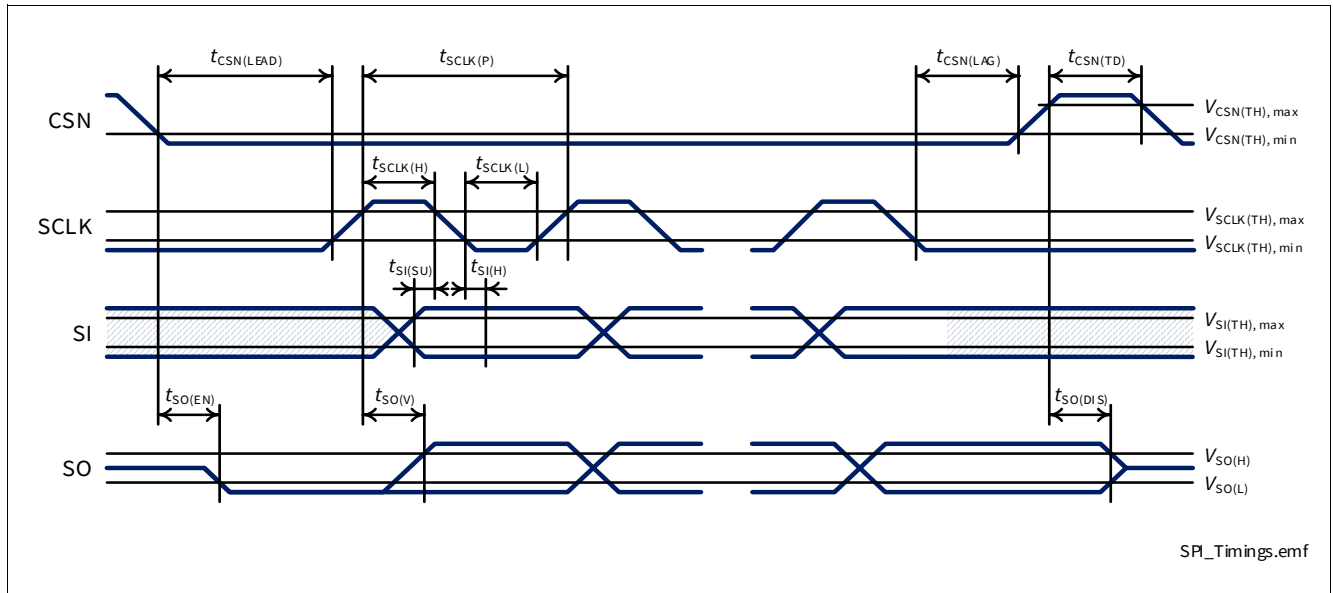 tCSN(LEAD) tSCLK(P) tCSN(LAG) tCSN(TD)
CSN
VCSN(TH), max
VCSN(TH), min
tSCLK(H) tSCLK(L)
SCLK
VSCLK(TH), max
VSCLK(TH), min
tSI(SU) tSI(H)
SI
VSI(TH), max
VSI(TH), min
tSO(EN) tSO(V) tSO(DIS)
SO
VSO(H)
VSO(L)
SPI_Timings.emf